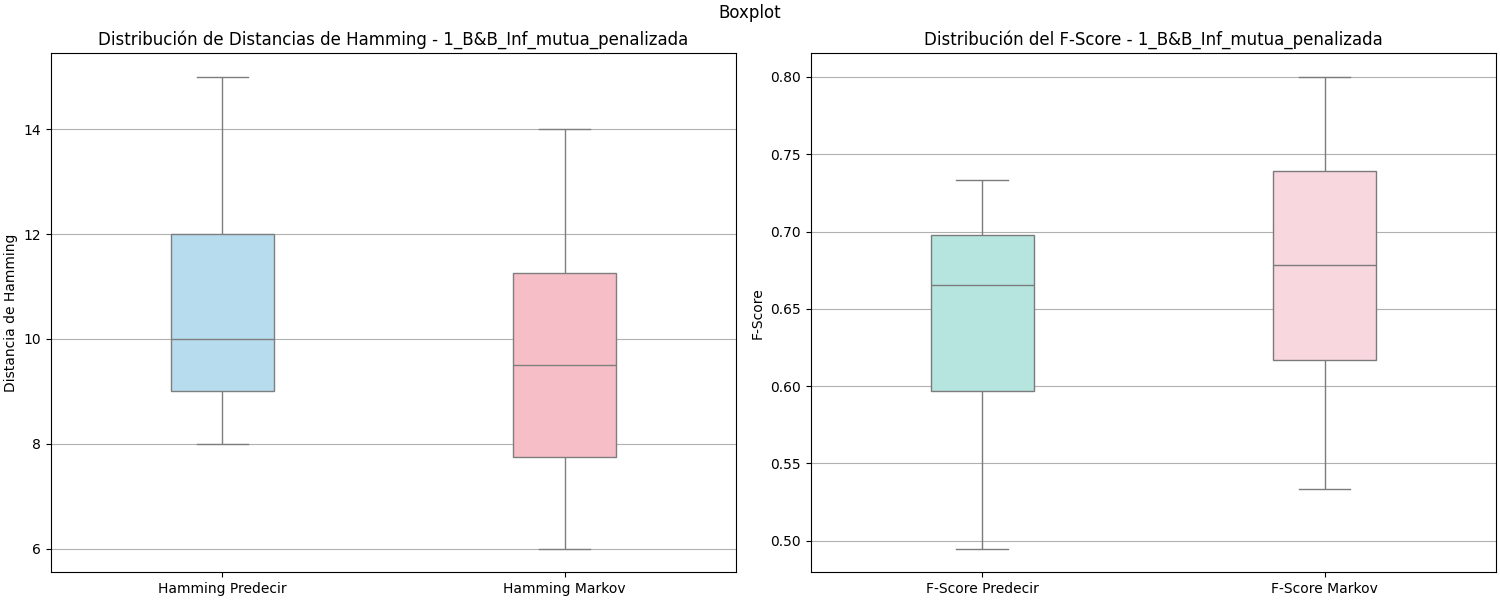 Boxplot
Distribución de Distancias de Hamming - 1_B&B_Inf_mutua_penalizada
Distancia de Hamming
14
12
10
8
6
Hamming Predecir
Hamming Markov
Distribución del F-Score - 1_B&B_Inf_mutua_penalizada
F-Score
0.80
0.75
0.70
0.65
0.60
0.55
0.50
F-Score Predecir
F-Score Markov